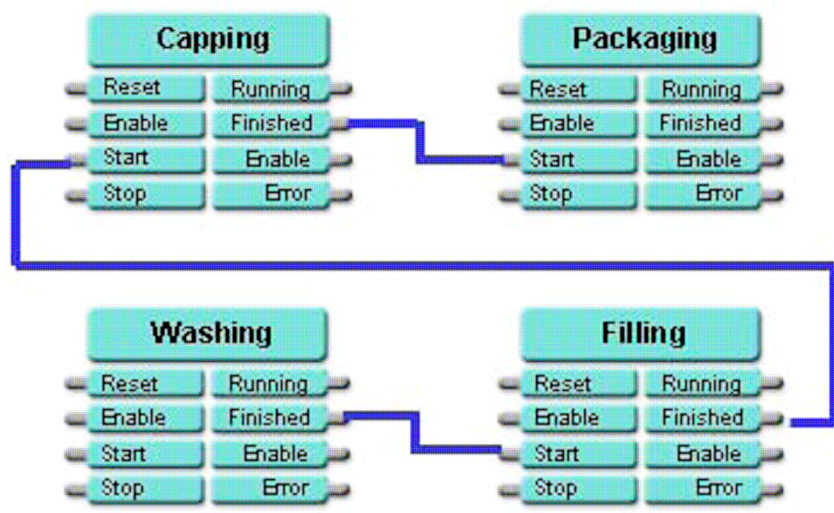 Capping
Reset Running
Enable Finished
Start Enable
Stop Error
Packaging
Reset Running
Enable Finished
Start Enable
Stop Error
Washing
Reset Running
Enable Finished
Start Enable
Stop Error
Filling
Reset Running
Enable Finished
Start Enable
Stop Error